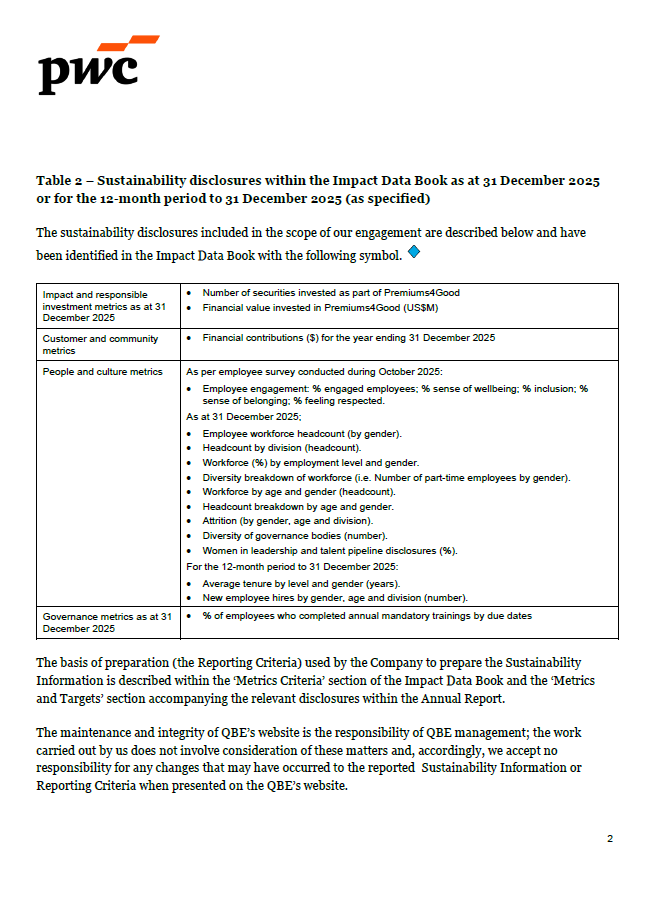 pwc
Table 2 – Sustainability disclosures within the Impact Data Book as at 31 December 2025
or for the 12-month period to 31 December 2025 (as specified)
The sustainability disclosures included in the scope of our engagement are described below and have
been identified in the Impact Data Book with the following symbol.
Impact and responsible
investment metrics as at 31
December 2025
• Number of securities invested as part of Premiums4Good
• Financial value invested in Premiums4Good (US$M)
Customer and community
metrics
• Financial contributions ($) for the year ending 31 December 2025
People and culture metrics
As per employee survey conducted during October 2025:
• Employee engagement: % engaged employees; % sense of wellbeing; % inclusion; %
sense of belonging; % feeling respected.
As at 31 December 2025;
• Employee workforce headcount (by gender).
• Headcount by division (headcount).
• Workforce (%) by employment level and gender.
• Diversity breakdown of workforce (i.e. Number of part-time employees by gender).
• Workforce by age and gender (headcount).
• Headcount breakdown by age and gender.
• Attrition (by gender, age and division).
• Diversity of governance bodies (number).
• Women in leadership and talent pipeline disclosures (%).
For the 12-month period to 31 December 2025:
• Average tenure by level and gender (years).
• New employee hires by gender, age and division (number).
Governance metrics as at 31
December 2025
• % of employees who completed annual mandatory trainings by due dates
The basis of preparation (the Reporting Criteria) used by the Company to prepare the Sustainability
Information is described within the ‘Metrics Criteria’ section of the Impact Data Book and the ‘Metrics
and Targets’ section accompanying the relevant disclosures within the Annual Report.
The maintenance and integrity of QBE’s website is the responsibility of QBE management; the work
carried out by us does not involve consideration of these matters and, accordingly, we accept no
responsibility for any changes that may have occurred to the reported Sustainability Information or
Reporting Criteria when presented on the QBE’s website.
2